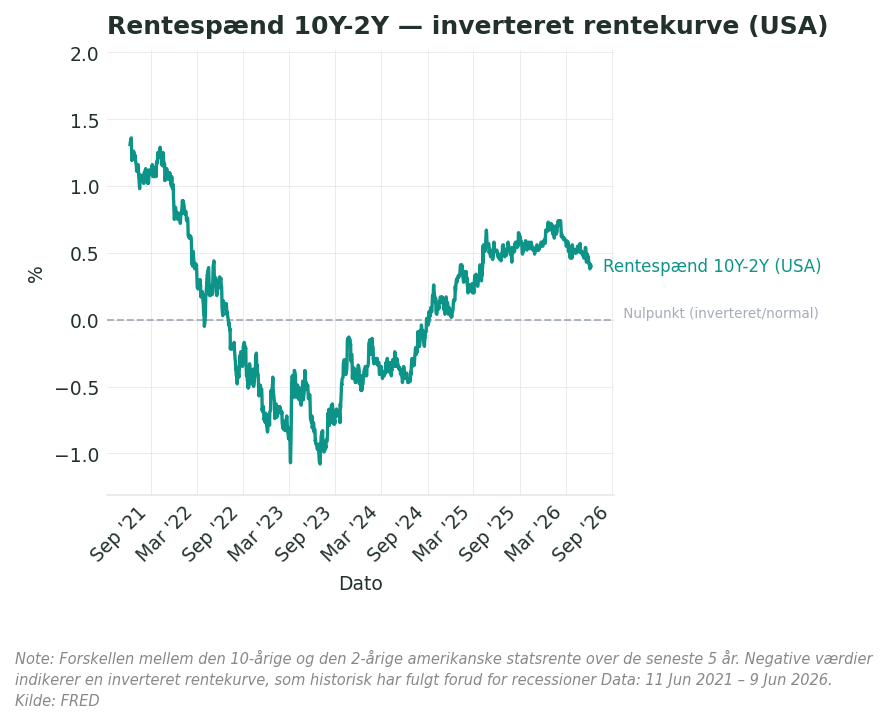 Rentespænd 10Y-2Y — inverteret rentekurve (USA)
2.0
1.5
1.0
0.5
0.0
−0.5
−1.0
%
Rentespænd 10Y-2Y (USA)
Nulpunkt (inverteret/normal)
Sep '21
Mar '22
Sep '22
Mar '23
Sep '23
Mar '24
Sep '24
Mar '25
Sep '25
Mar '26
Sep '26
Dato
Note: Forskellen mellem den 10-årige og den 2-årige amerikanske statsrente over de seneste 5 år. Negative værdier
indikerer en inverteret rentekurve, som historisk har fulgt forud for recessioner Data: 11 Jun 2021 – 9 Jun 2026.
Kilde: FRED